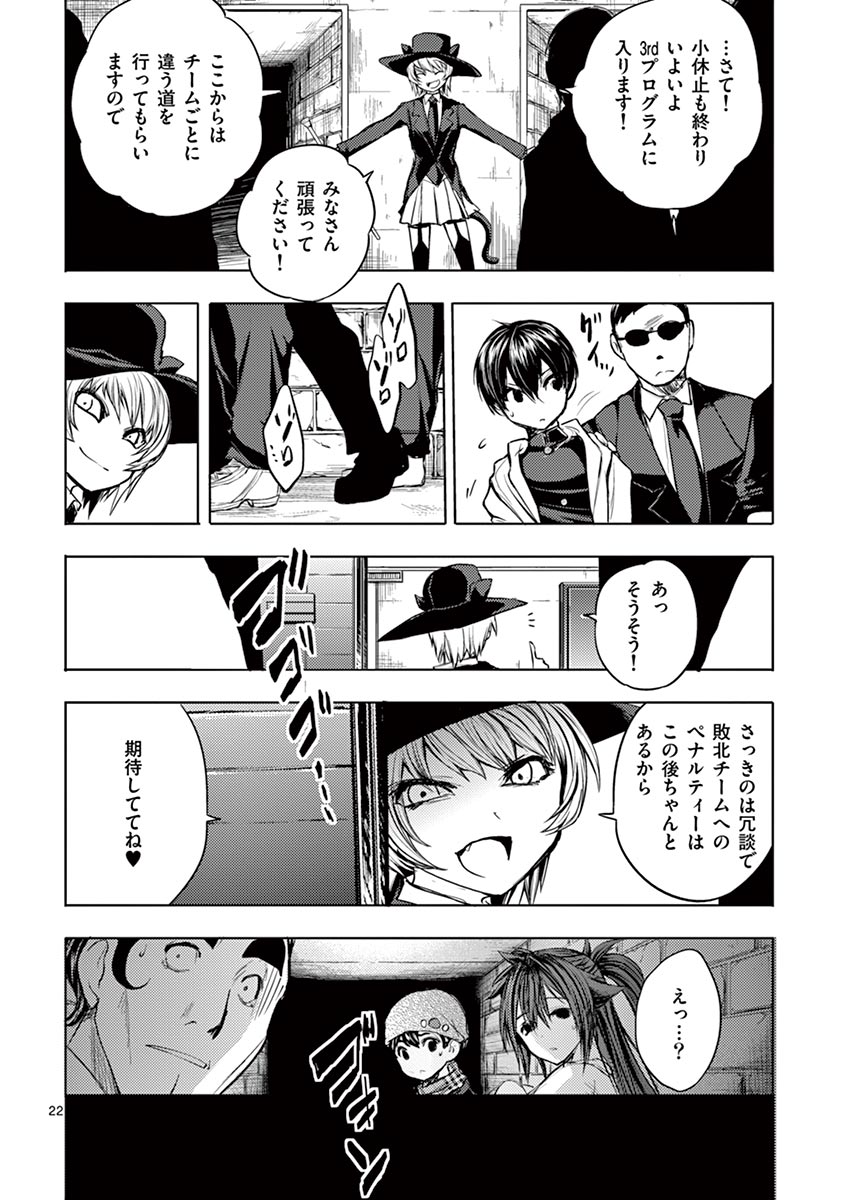 …さて!
小休止も終わり
いよいよ
3rdプログラムに
入ります!
ここからは
チームごとに
違う道を
行ってもらい
ますので
みなさん
頑張って
ください!
グイッ
ゾロ
ゾロ
ゾロ
あっ
そうそう!
ゴゴゴ…
さっきのは冗談で
敗北チームへの
ペナルティーは
この後ちゃんと
あるから
期待しててね♥
えっ…?
ズズン
22